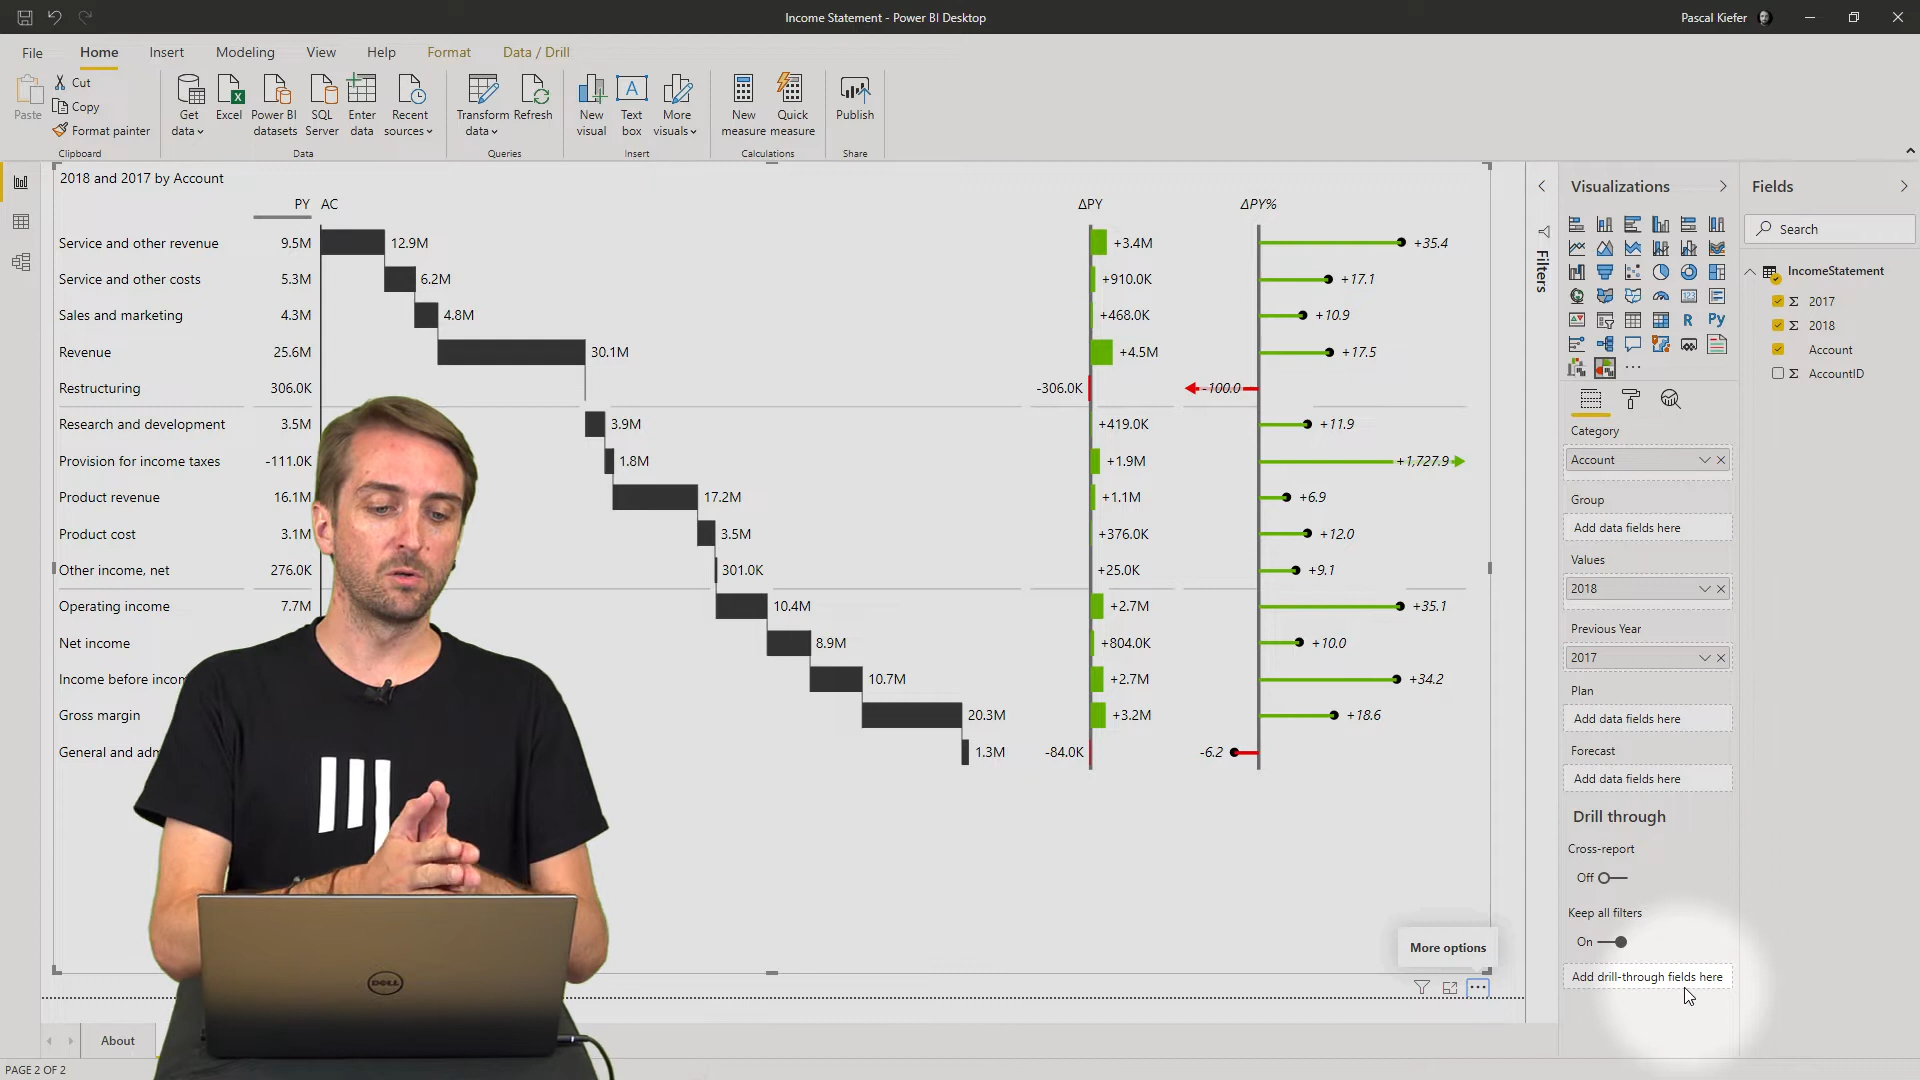 Income Statement - Power BI Desktop
Pascal Kiefer
File
Home
Insert
Modeling
View
Help
Format
Data / Drill
Paste
Cut
Copy
Format painter
Clipboard
Get data
Excel
Power BI datasets
SQL Server
Enter data
Recent sources
Data
Transform data
Refresh
Queries
New visual
Text box
More visuals
Insert
New measure
Quick measure
Calculations
Publish
Share
2018 and 2017 by Account
PY AC ΔPY ΔPY%
Service and other revenue 9.5M 12.9M +3.4M +35.4
Service and other costs 5.3M 6.2M +910.0K +17.1
Sales and marketing 4.3M 4.8M +468.0K +10.9
Revenue 25.6M 30.1M +4.5M +17.5
Restructuring 306.0K -306.0K -100.0
Research and development 3.5M 3.9M +419.0K +11.9
Provision for income taxes -111.0K 1.8M +1.9M +1,727.9
Product revenue 16.1M 17.2M +1.1M +6.9
Product cost 3.1M 3.5M +376.0K +12.0
Other income, net 276.0K 301.0K +25.0K +9.1
Operating income 7.7M 10.4M +2.7M +35.1
Net income 8.9M +804.0K +10.0
Income before incom 10.7M +2.7M +34.2
Gross margin 20.3M +3.2M +18.6
General and adm 1.3M -84.0K -6.2
More options
DELL
About
PAGE 2 OF 2
Filters
Visualizations
R
Py
Category
Account
Group
Add data fields here
Values
2018
Previous Year
2017
Plan
Add data fields here
Forecast
Add data fields here
Drill through
Cross-report
Off
Keep all filters
On
Add drill-through fields here
Fields
Search
IncomeStatement
2017
2018
Account
AccountID